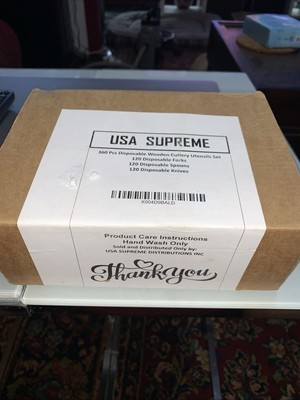 USA SUPREME
360 Pcs Disposable Wooden Cutlery Utensils Set
120 Disposable Forks
120 Disposable Spoons
120 Disposable Knives
X004D0BALD
Product Care Instructions
Hand Wash Only
Sold and Distributed Only by:
USA SUPREME DISTRIBUTIONS INC
Thank you